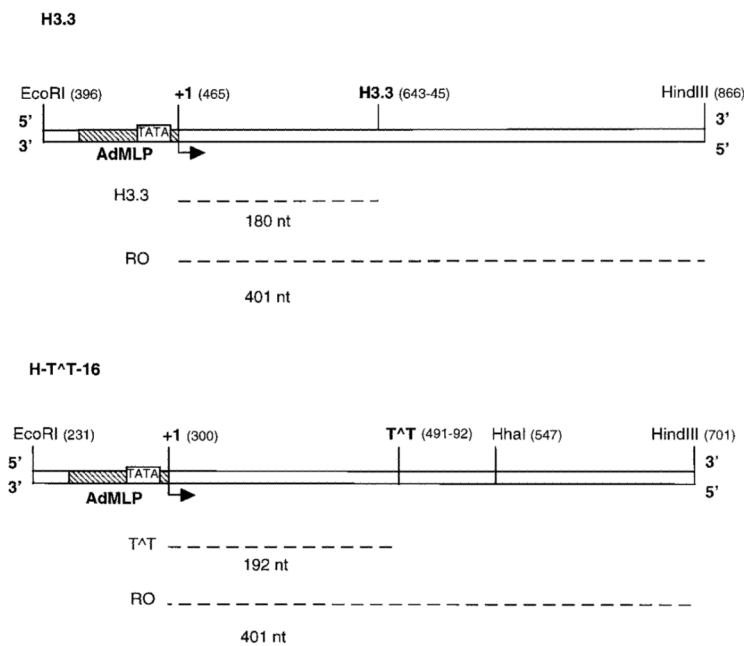 H3.3
EcoRI (396) +1 (465) H3.3 (643-45) HindIII (866)
5' TATA 3'
3' AdMLP 5'
H3.3
180 nt
RO
401 nt
H-T^T-16
EcoRI (231) +1 (300) T^T (491-92) HhaI (547) HindIII (701)
5' TATA 3'
3' AdMLP 5'
T^T
192 nt
RO
401 nt